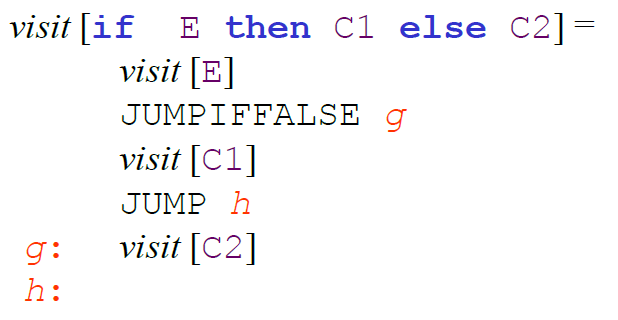 visit [if E then C1 else C2] =
visit [E]
JUMPIFFALSE g
visit [C1]
JUMP h
g: visit [C2]
h: